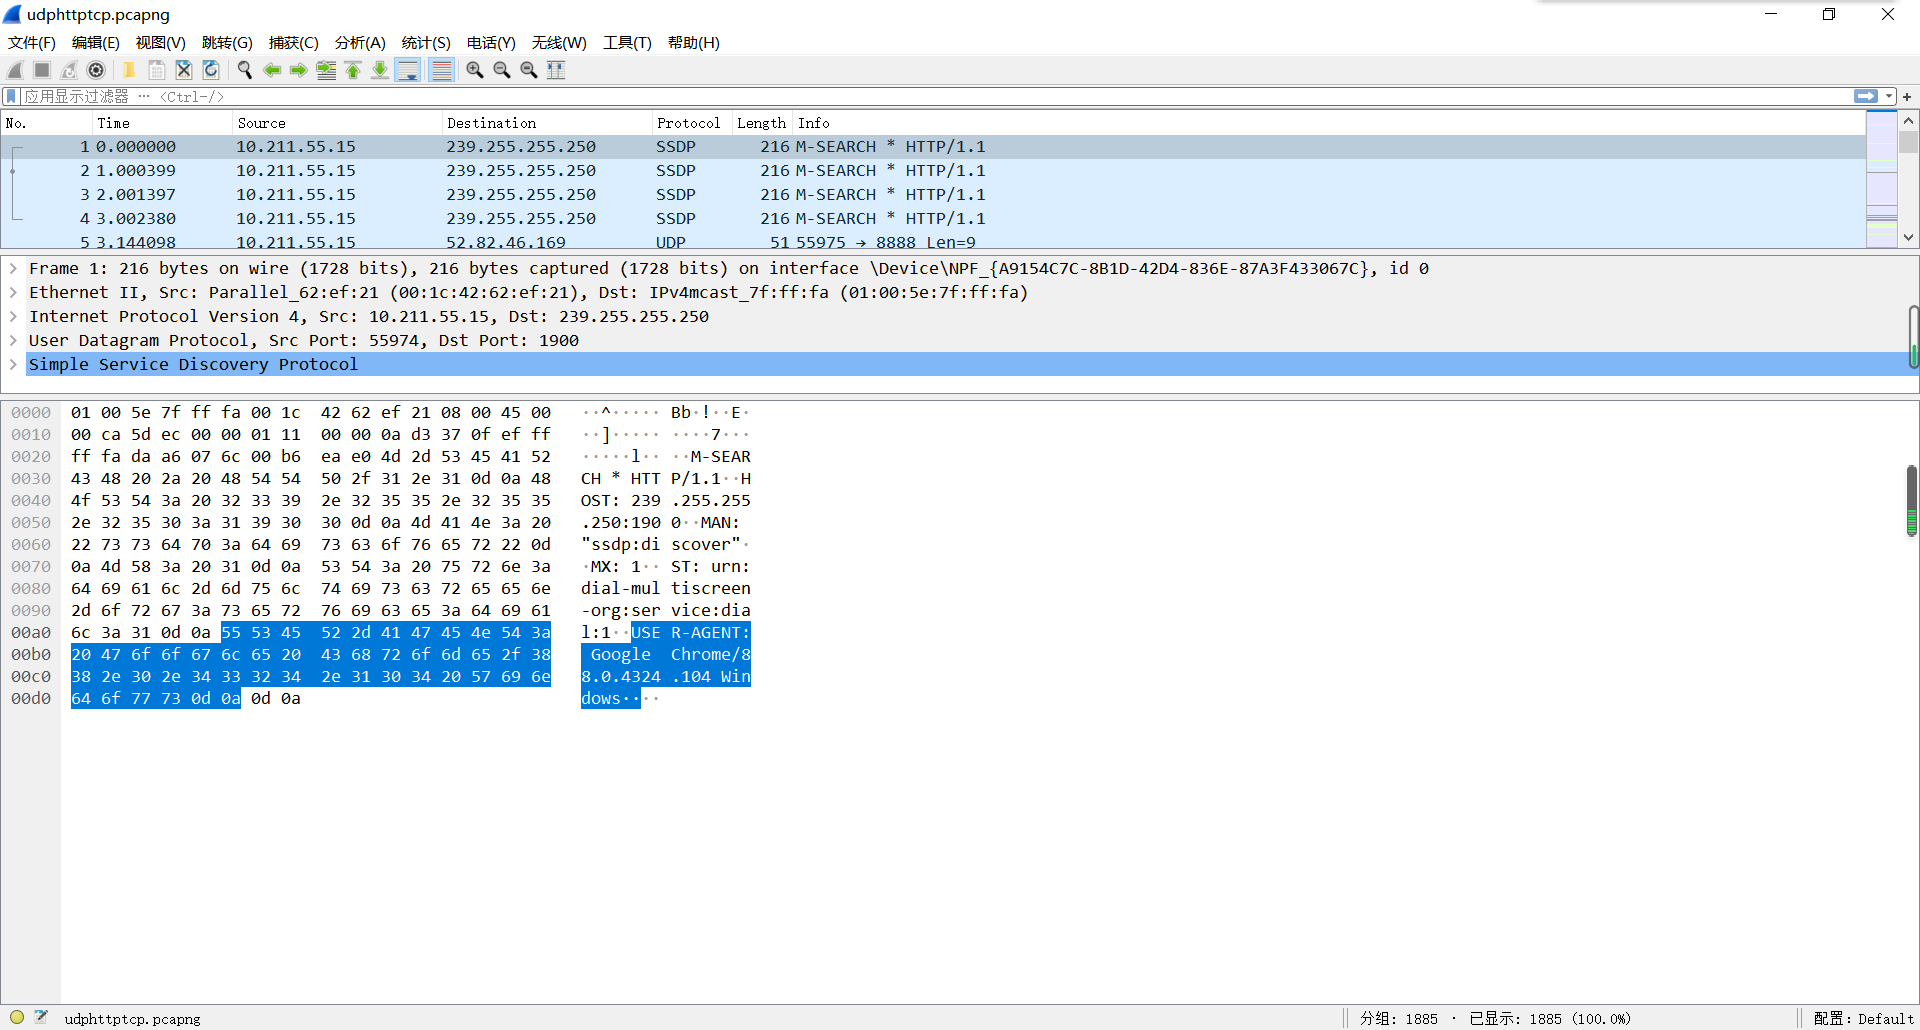 udphttptcp.pcapng
文件(F) 编辑(E) 视图(V) 跳转(G) 捕获(C) 分析(A) 统计(S) 电话(Y) 无线(W) 工具(T) 帮助(H)
应用显示过滤器 … <Ctrl-/>
No. Time Source Destination Protocol Length Info
1 0.000000 10.211.55.15 239.255.255.250 SSDP 216 M-SEARCH * HTTP/1.1
2 1.000399 10.211.55.15 239.255.255.250 SSDP 216 M-SEARCH * HTTP/1.1
3 2.001397 10.211.55.15 239.255.255.250 SSDP 216 M-SEARCH * HTTP/1.1
4 3.002380 10.211.55.15 239.255.255.250 SSDP 216 M-SEARCH * HTTP/1.1
5 3.144098 10.211.55.15 52.82.46.169 UDP 51 55975 → 8888 Len=9
Frame 1: 216 bytes on wire (1728 bits), 216 bytes captured (1728 bits) on interface \Device\NPF_{A9154C7C-8B1D-42D4-836E-87A3F433067C}, id 0
Ethernet II, Src: Parallel_62:ef:21 (00:1c:42:62:ef:21), Dst: IPv4mcast_7f:ff:fa (01:00:5e:7f:ff:fa)
Internet Protocol Version 4, Src: 10.211.55.15, Dst: 239.255.255.250
User Datagram Protocol, Src Port: 55974, Dst Port: 1900
Simple Service Discovery Protocol
0000 01 00 5e 7f ff fa 00 1c 42 62 ef 21 08 00 45 00 ··^····· Bb·!··E·
0010 00 ca 5d ec 00 00 01 11 00 00 0a d3 37 0f ef ff ··]····· ····7···
0020 ff fa da a6 07 6c 00 b6 ea e0 4d 2d 53 45 41 52 ·····l·· ··M-SEAR
0030 43 48 20 2a 20 48 54 54 50 2f 31 2e 31 0d 0a 48 CH * HTT P/1.1··H
0040 4f 53 54 3a 20 32 33 39 2e 32 35 35 2e 32 35 35 OST: 239 .255.255
0050 2e 32 35 30 3a 31 39 30 30 0d 0a 4d 41 4e 3a 20 .250:190 0··MAN:
0060 22 73 73 64 70 3a 64 69 73 63 6f 76 65 72 22 0d "ssdp:di scover"·
0070 0a 4d 58 3a 20 31 0d 0a 53 54 3a 20 75 72 6e 3a ·MX: 1·· ST: urn:
0080 64 69 61 6c 2d 6d 75 6c 74 69 73 63 72 65 65 6e dial-mul tiscreen
0090 2d 6f 72 67 3a 73 65 72 76 69 63 65 3a 64 69 61 -org:ser vice:dia
00a0 6c 3a 31 0d 0a 55 53 45 52 2d 41 47 45 4e 54 3a l:1··USE R-AGENT:
00b0 20 47 6f 6f 67 6c 65 20 43 68 72 6f 6d 65 2f 38 Google Chrome/8
00c0 38 2e 30 2e 34 33 32 34 2e 31 30 34 20 57 69 6e 8.0.4324 .104 Win
00d0 64 6f 77 73 0d 0a 0d 0a dows····
udphttptcp.pcapng 分组: 1885 · 已显示: 1885 (100.0%) 配置: Default